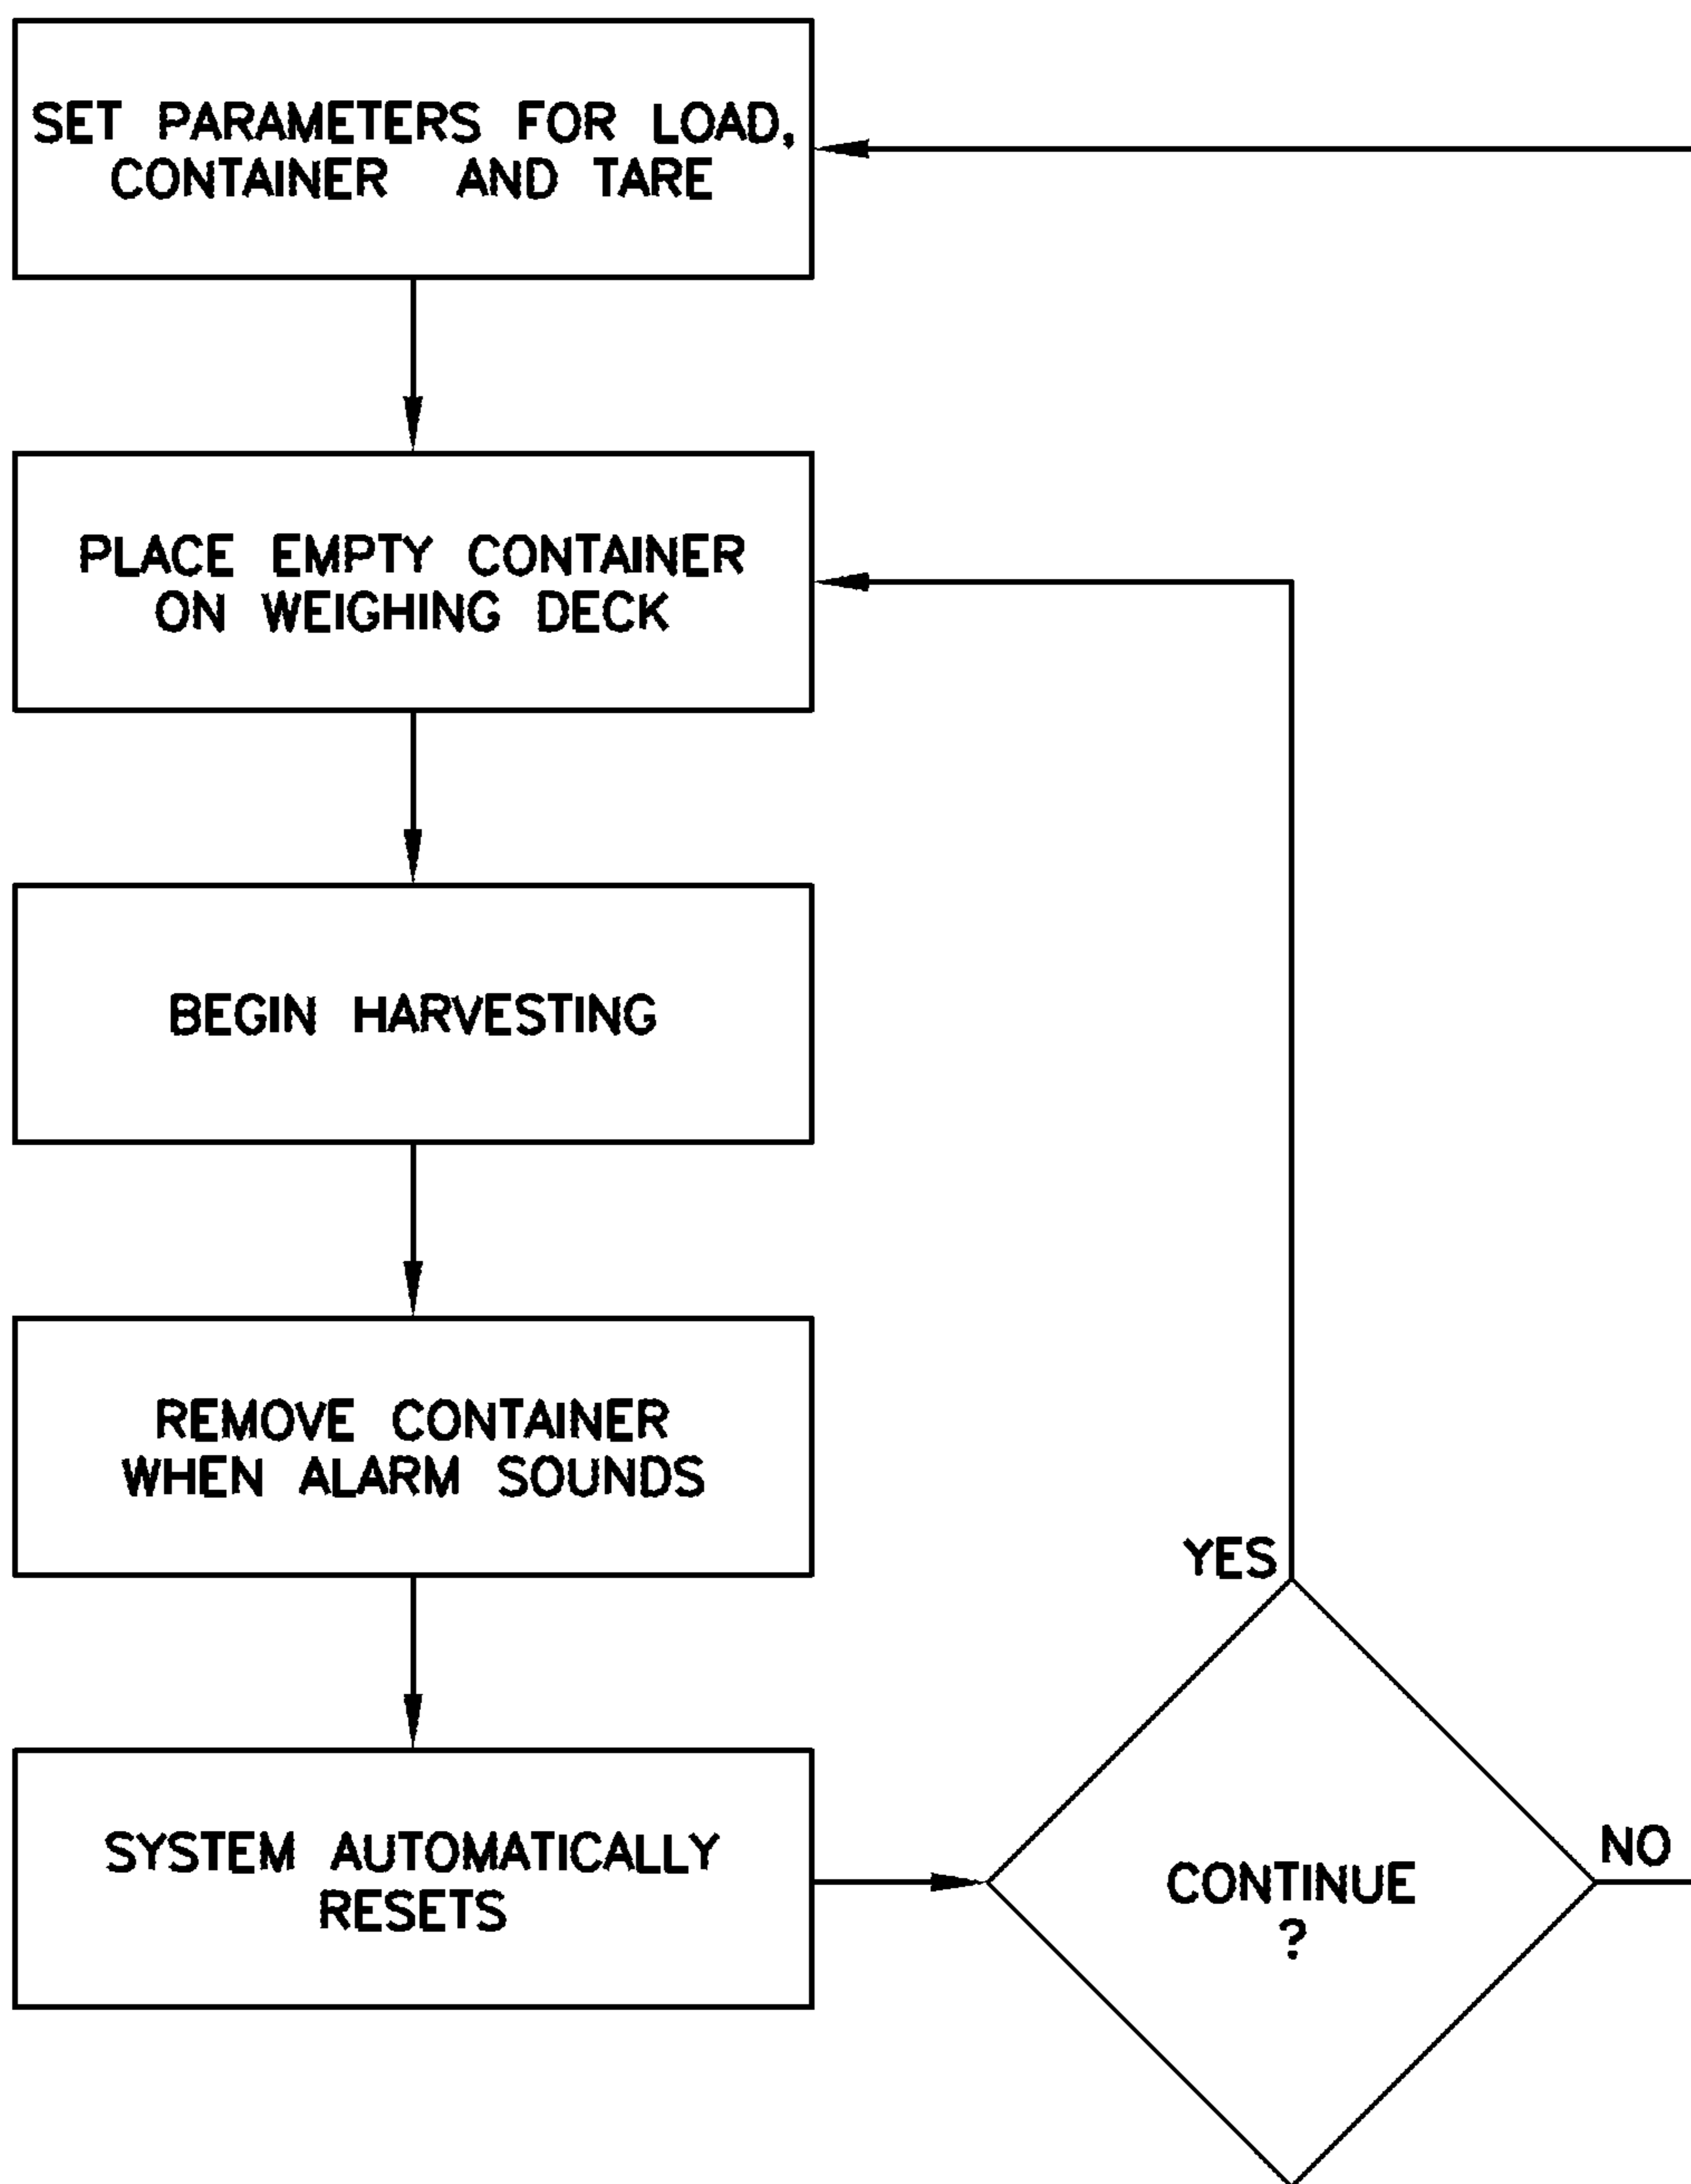 SET PARAMETERS FOR LOAD,
CONTAINER AND TARE
PLACE EMPTY CONTAINER
ON WEIGHING DECK
BEGIN HARVESTING
REMOVE CONTAINER
WHEN ALARM SOUNDS
YES
SYSTEM AUTOMATICALLY
RESETS
CONTINUE
?
NO